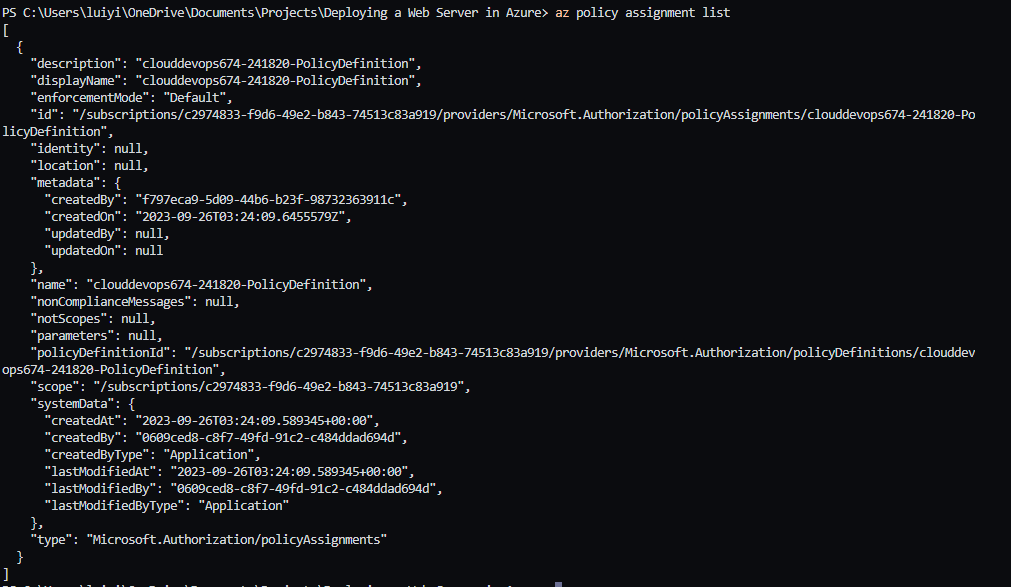 PS C:\Users\luiyi\OneDrive\Documents\Projects\Deploying a Web Server in Azure> az policy assignment list
[
  {
    "description": "clouddevops674-241820-PolicyDefinition",
    "displayName": "clouddevops674-241820-PolicyDefinition",
    "enforcementMode": "Default",
    "id": "/subscriptions/c2974833-f9d6-49e2-b843-74513c83a919/providers/Microsoft.Authorization/policyAssignments/clouddevops674-241820-Po
licyDefinition",
    "identity": null,
    "location": null,
    "metadata": {
      "createdBy": "f797eca9-5d09-44b6-b23f-98732363911c",
      "createdOn": "2023-09-26T03:24:09.6455579Z",
      "updatedBy": null,
      "updatedOn": null
    },
    "name": "clouddevops674-241820-PolicyDefinition",
    "nonComplianceMessages": null,
    "notScopes": null,
    "parameters": null,
    "policyDefinitionId": "/subscriptions/c2974833-f9d6-49e2-b843-74513c83a919/providers/Microsoft.Authorization/policyDefinitions/clouddev
ops674-241820-PolicyDefinition",
    "scope": "/subscriptions/c2974833-f9d6-49e2-b843-74513c83a919",
    "systemData": {
      "createdAt": "2023-09-26T03:24:09.589345+00:00",
      "createdBy": "0609ced8-c8f7-49fd-91c2-c484ddad694d",
      "createdByType": "Application",
      "lastModifiedAt": "2023-09-26T03:24:09.589345+00:00",
      "lastModifiedBy": "0609ced8-c8f7-49fd-91c2-c484ddad694d",
      "lastModifiedByType": "Application"
    },
    "type": "Microsoft.Authorization/policyAssignments"
  }
]